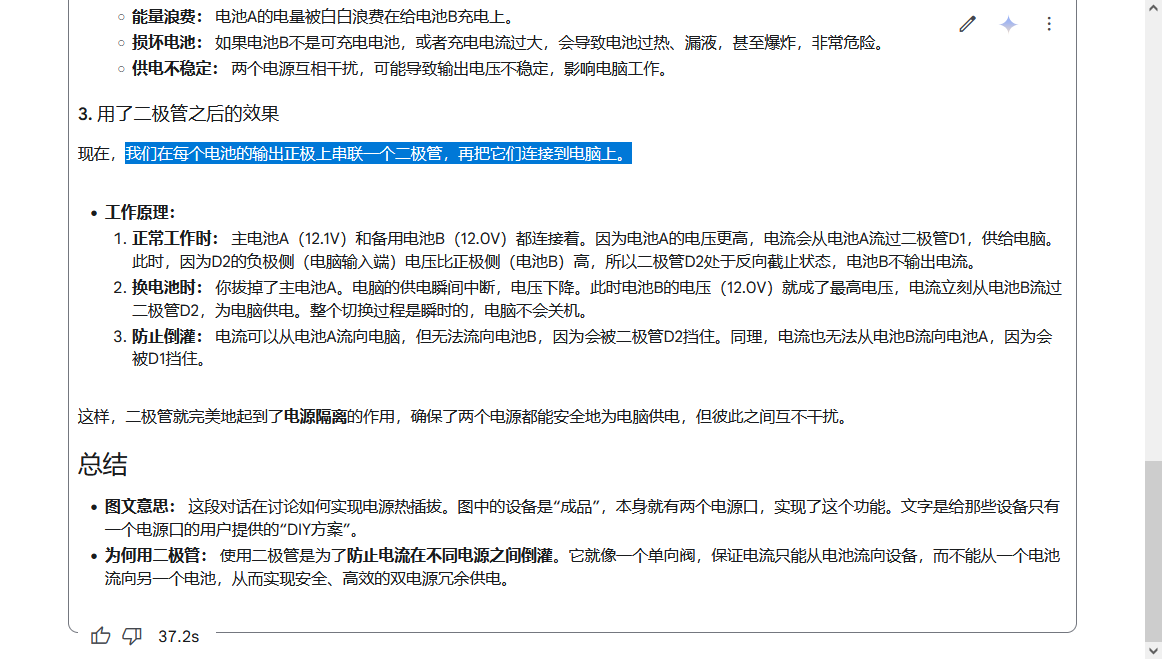 能量浪费： 电池A的电量被白白浪费在给电池B充电上。
损坏电池： 如果电池B不是可充电电池，或者充电电流过大，会导致电池过热、漏液，甚至爆炸，非常危险。
供电不稳定： 两个电源互相干扰，可能导致输出电压不稳定，影响电脑工作。
3. 用了二极管之后的效果
现在，我们在每个电池的输出正极上串联一个二极管，再把它们连接到电脑上。
工作原理：
1. 正常工作时： 主电池A（12.1V）和备用电池B（12.0V）都连接着。因为电池A的电压更高，电流会从电池A流过二极管D1，供给电脑。
此时，因为D2的负极侧（电脑输入端）电压比正极侧（电池B）高，所以二极管D2处于反向截止状态，电池B不输出电流。
2. 换电池时： 你拔掉了主电池A。电脑的供电瞬间中断，电压下降。此时电池B的电压（12.0V）就成了最高电压，电流立刻从电池B流过
二极管D2，为电脑供电。整个切换过程是瞬时的，电脑不会关机。
3. 防止倒灌： 电流可以从电池A流向电脑，但无法流向电池B，因为会被二极管D2挡住。同理，电流也无法从电池B流向电池A，因为会
被D1挡住。
这样，二极管就完美地起到了电源隔离的作用，确保了两个电源都能安全地为电脑供电，但彼此之间互不干扰。
总结
图文意思： 这段对话在讨论如何实现电源热插拔。图中的设备是“成品”，本身就有两个电源口，实现了这个功能。文字是给那些设备只有
一个电源口的用户提供的“DIY方案”。
为何用二极管： 使用二极管是为了防止电流在不同电源之间倒灌。它就像一个单向阀，保证电流只能从电池流向设备，而不能从一个电池
流向另一个电池，从而实现安全、高效的双电源冗余供电。
37.2s